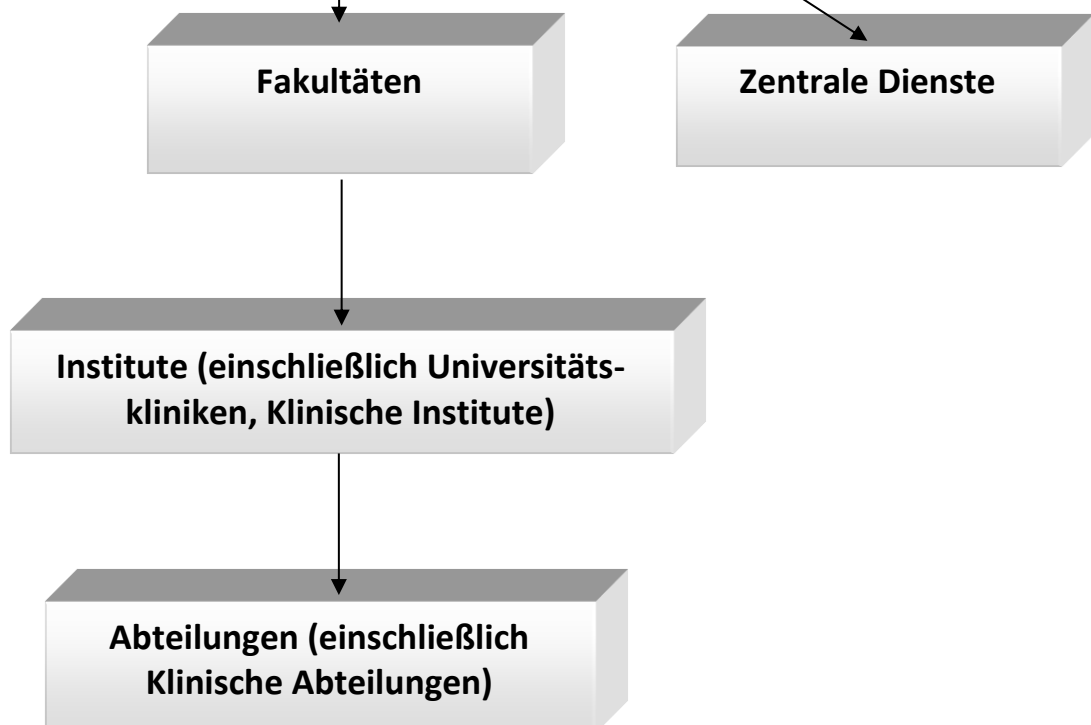 Fakultäten
Zentrale Dienste
Institute (einschließlich Universitäts-
kliniken, Klinische Institute)
Abteilungen (einschließlich
Klinische Abteilungen)